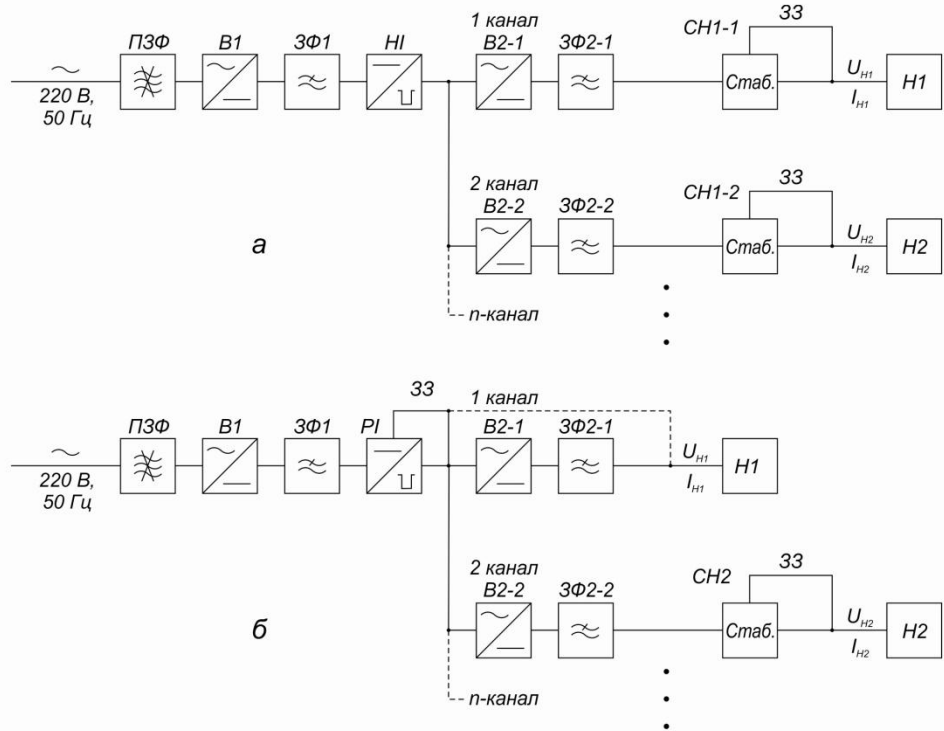 1 канал
СН1-1
ЗЗ
ПЗФ
В1
ЗФ1
НІ
В2-1
ЗФ2-1
220 В,
50 Гц
Стаб.
Uн1
Iн1
Н1
2 канал
СН1-2
ЗЗ
В2-2
ЗФ2-2
а
Стаб.
Uн2
Iн2
Н2
n-канал
ЗЗ
1 канал
ПЗФ
В1
ЗФ1
РІ
В2-1
ЗФ2-1
220 В,
50 Гц
Uн1
Iн1
Н1
2 канал
СН2
ЗЗ
В2-2
ЗФ2-2
б
Стаб.
Uн2
Iн2
Н2
n-канал